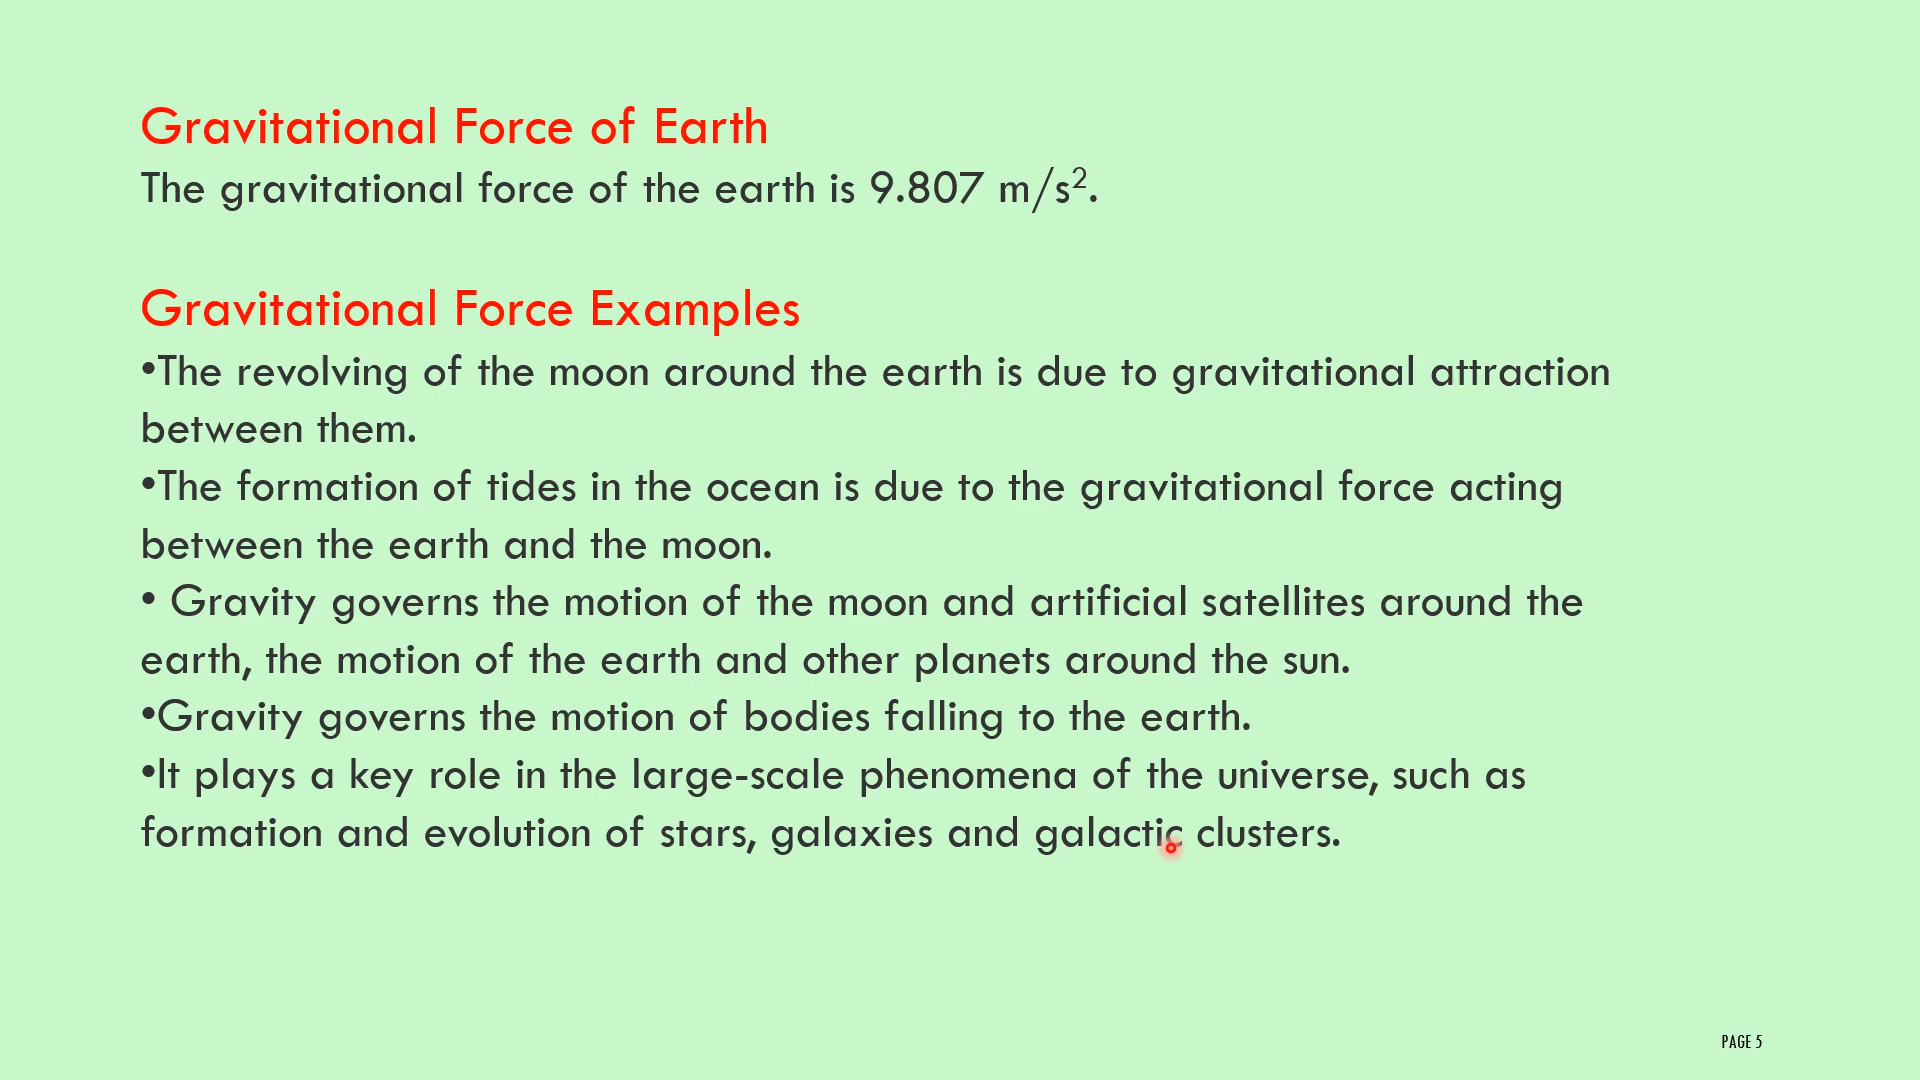 Gravitational Force of Earth
The gravitational force of the earth is 9.807 m/s².
Gravitational Force Examples
•The revolving of the moon around the earth is due to gravitational attraction
between them.
•The formation of tides in the ocean is due to the gravitational force acting
between the earth and the moon.
• Gravity governs the motion of the moon and artificial satellites around the
earth, the motion of the earth and other planets around the sun.
•Gravity governs the motion of bodies falling to the earth.
•It plays a key role in the large-scale phenomena of the universe, such as
formation and evolution of stars, galaxies and galactic clusters.
PAGE 5